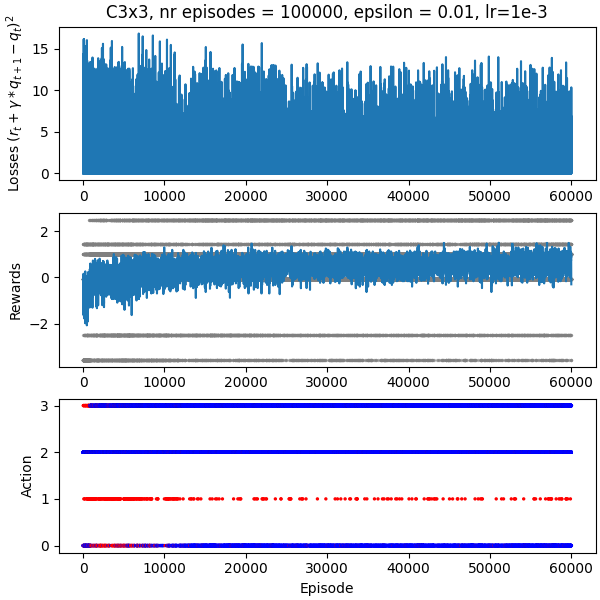 C3x3, nr episodes = 100000, epsilon = 0.01, lr=1e-3
Losses (r_t + γ * q_{t+1} − q_t)^2
15
10
5
0
0 10000 20000 30000 40000 50000 60000
Rewards
2
0
−2
0 10000 20000 30000 40000 50000 60000
Action
3
2
1
0
0 10000 20000 30000 40000 50000 60000
Episode